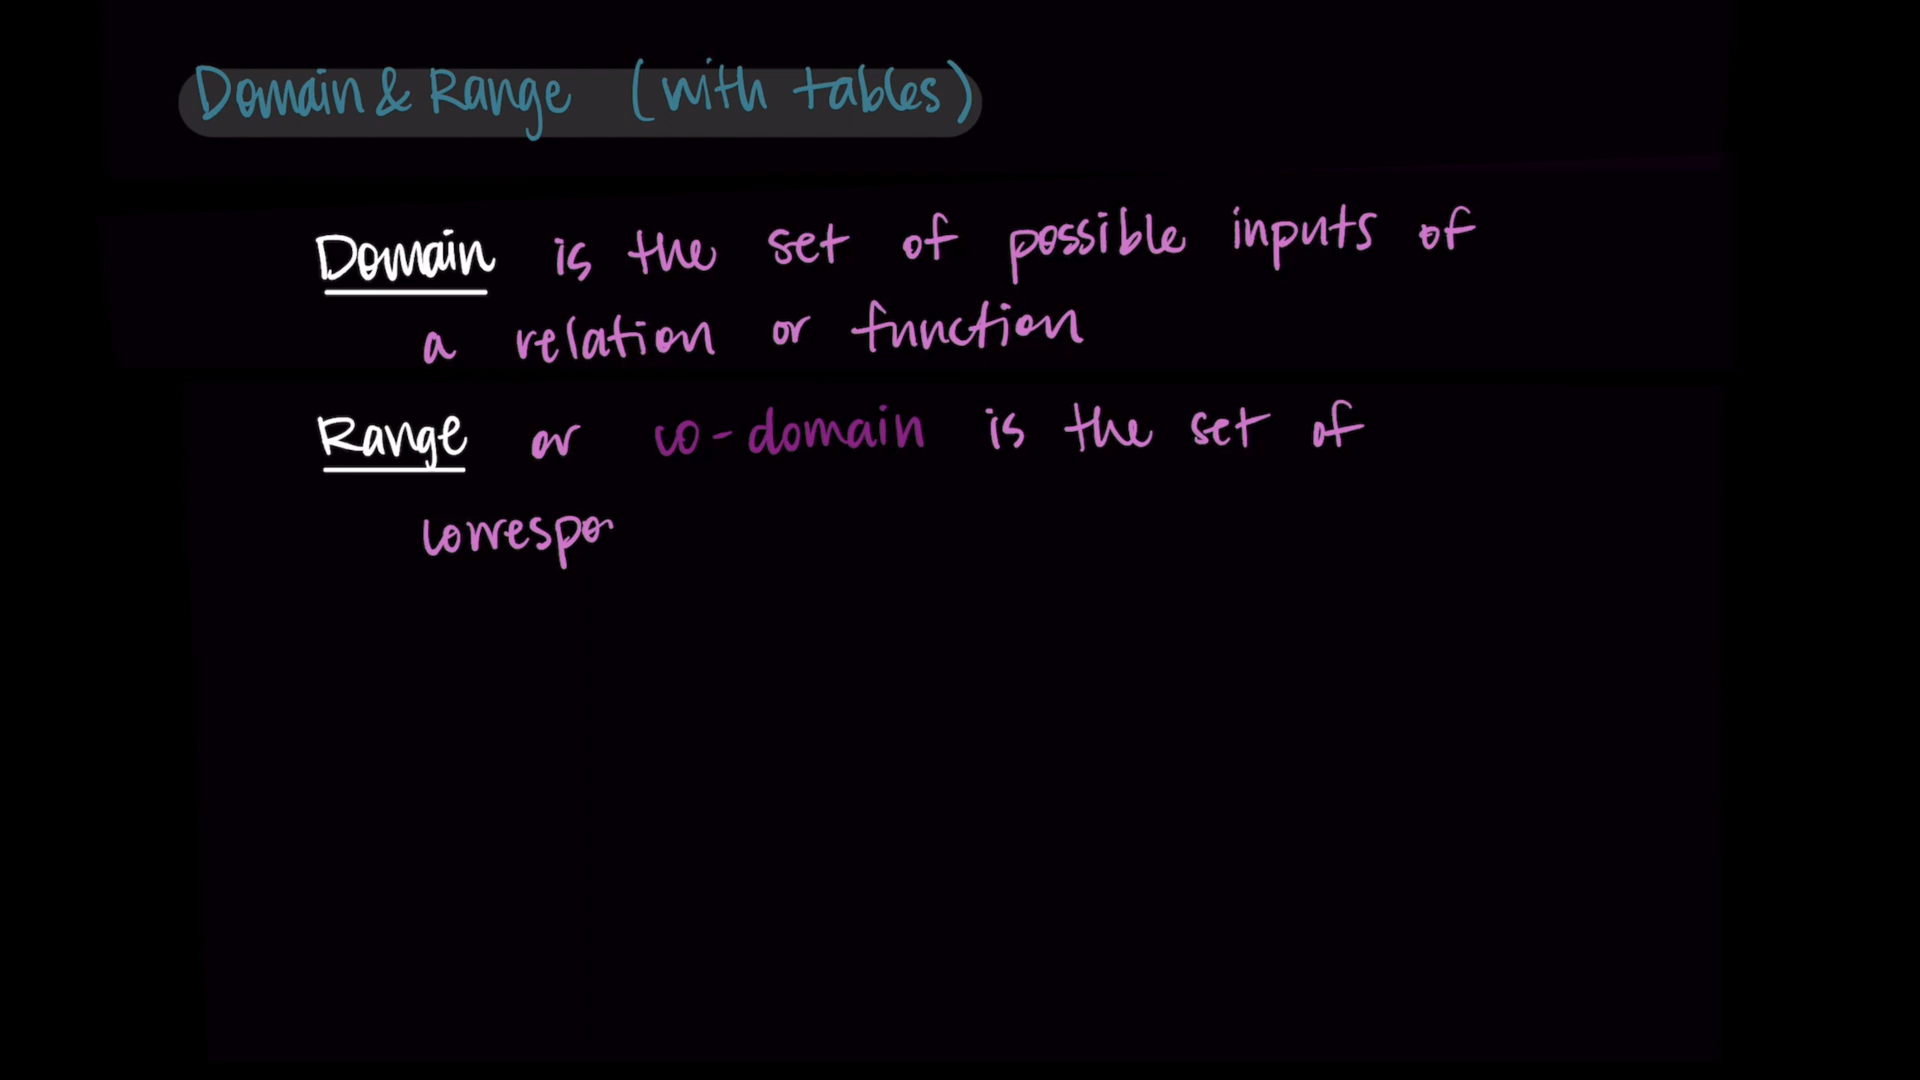 Domain & Range (with tables)
Domain is the set of possible inputs of
a relation or function
Range or co-domain is the set of
correspo